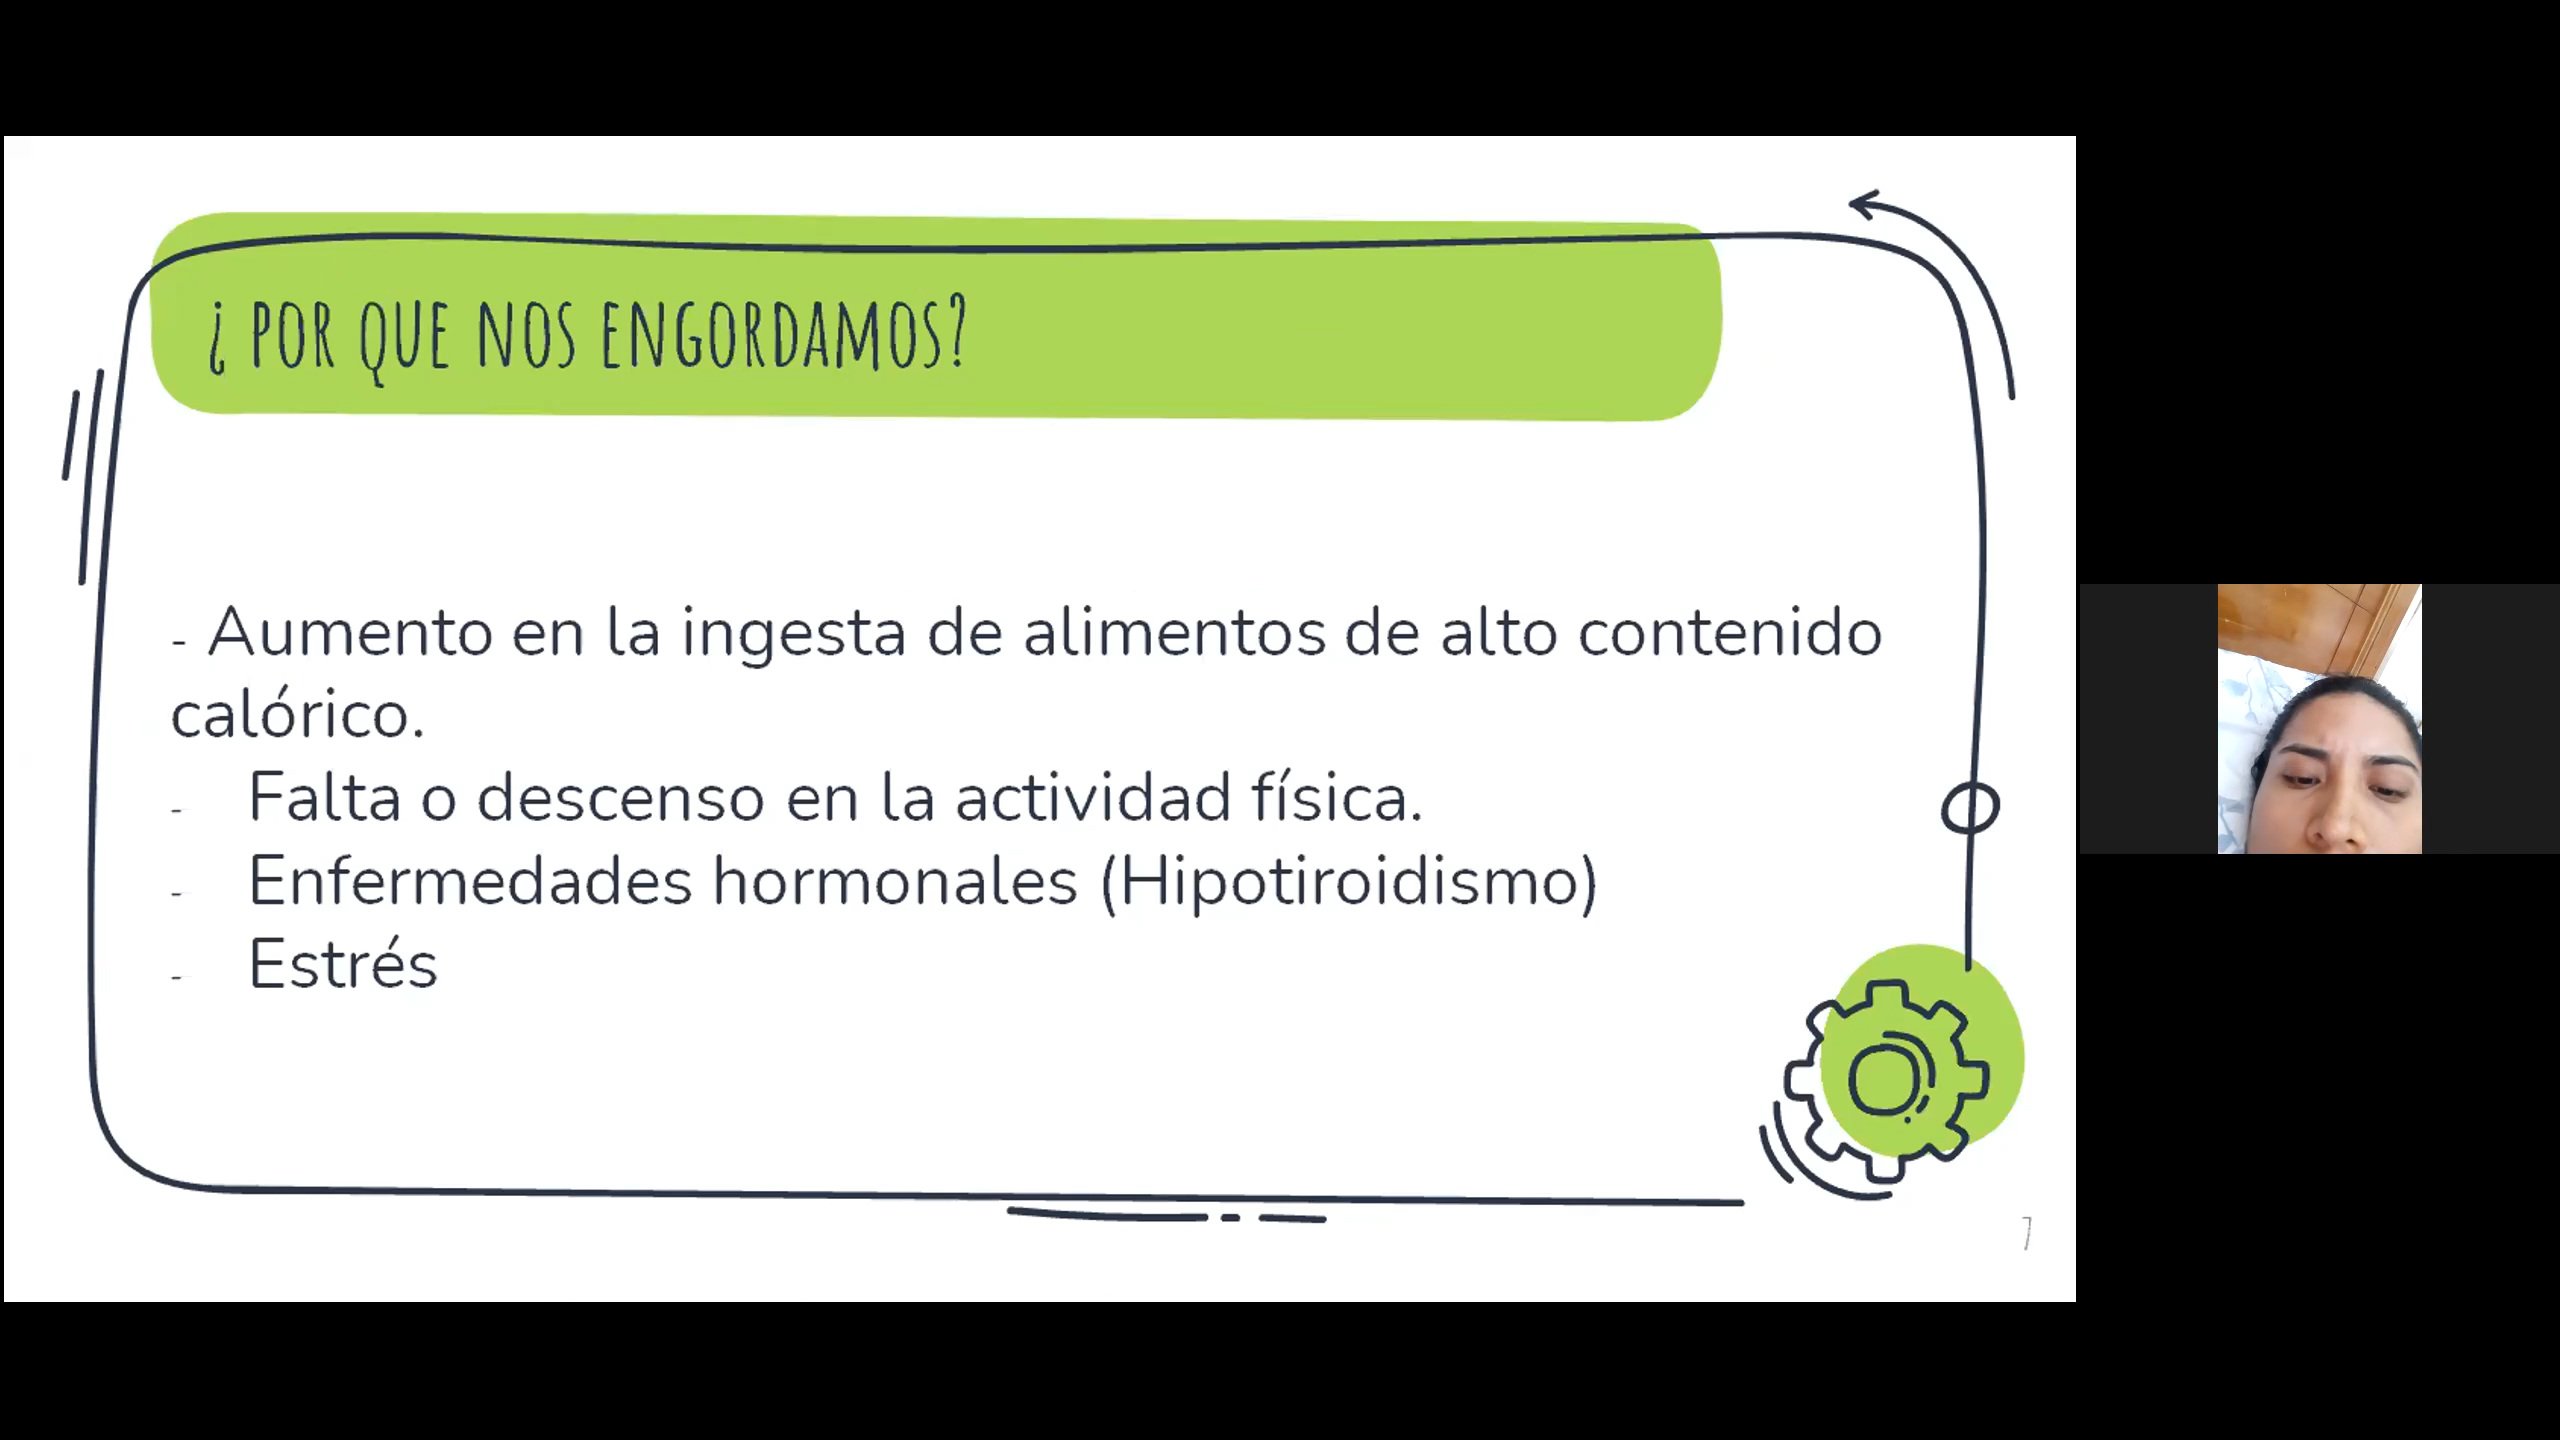 ¿ POR QUE NOS ENGORDAMOS?
- Aumento en la ingesta de alimentos de alto contenido
calórico.
- Falta o descenso en la actividad física.
- Enfermedades hormonales (Hipotiroidismo)
- Estrés
7